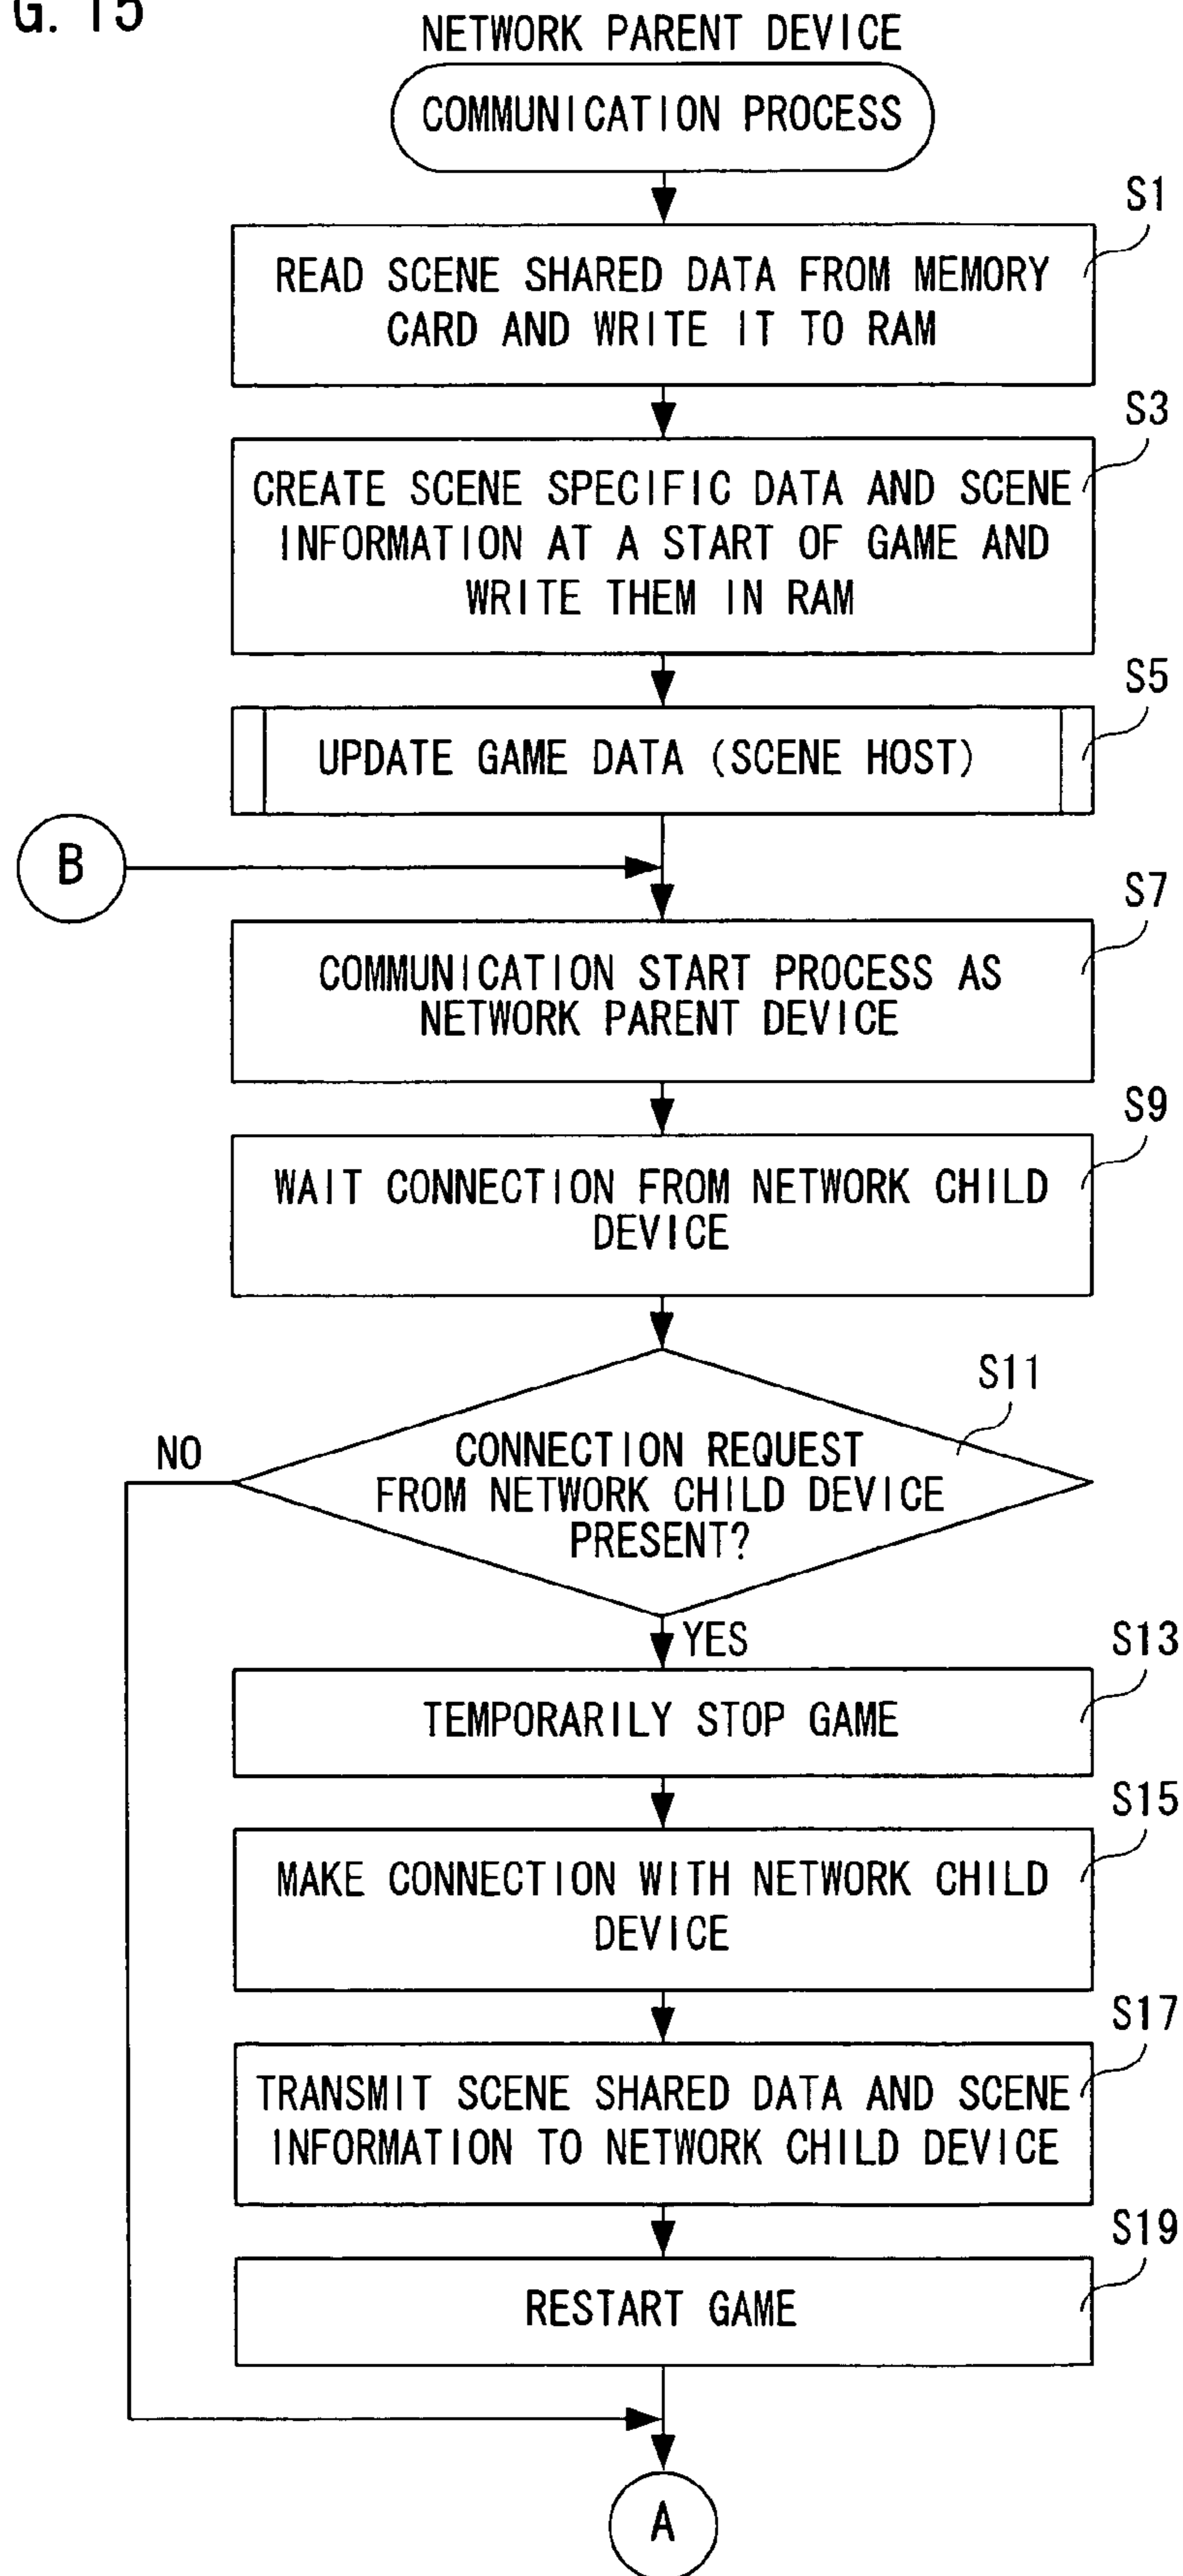 G. 15
NETWORK PARENT DEVICE
COMMUNICATION PROCESS
S1
READ SCENE SHARED DATA FROM MEMORY
CARD AND WRITE IT TO RAM
S3
CREATE SCENE SPECIFIC DATA AND SCENE
INFORMATION AT A START OF GAME AND
WRITE THEM IN RAM
S5
UPDATE GAME DATA (SCENE HOST)
B
S7
COMMUNICATION START PROCESS AS
NETWORK PARENT DEVICE
S9
WAIT CONNECTION FROM NETWORK CHILD
DEVICE
S11
NO
CONNECTION REQUEST
FROM NETWORK CHILD DEVICE
PRESENT?
YES
S13
TEMPORARILY STOP GAME
S15
MAKE CONNECTION WITH NETWORK CHILD
DEVICE
S17
TRANSMIT SCENE SHARED DATA AND SCENE
INFORMATION TO NETWORK CHILD DEVICE
S19
RESTART GAME
A